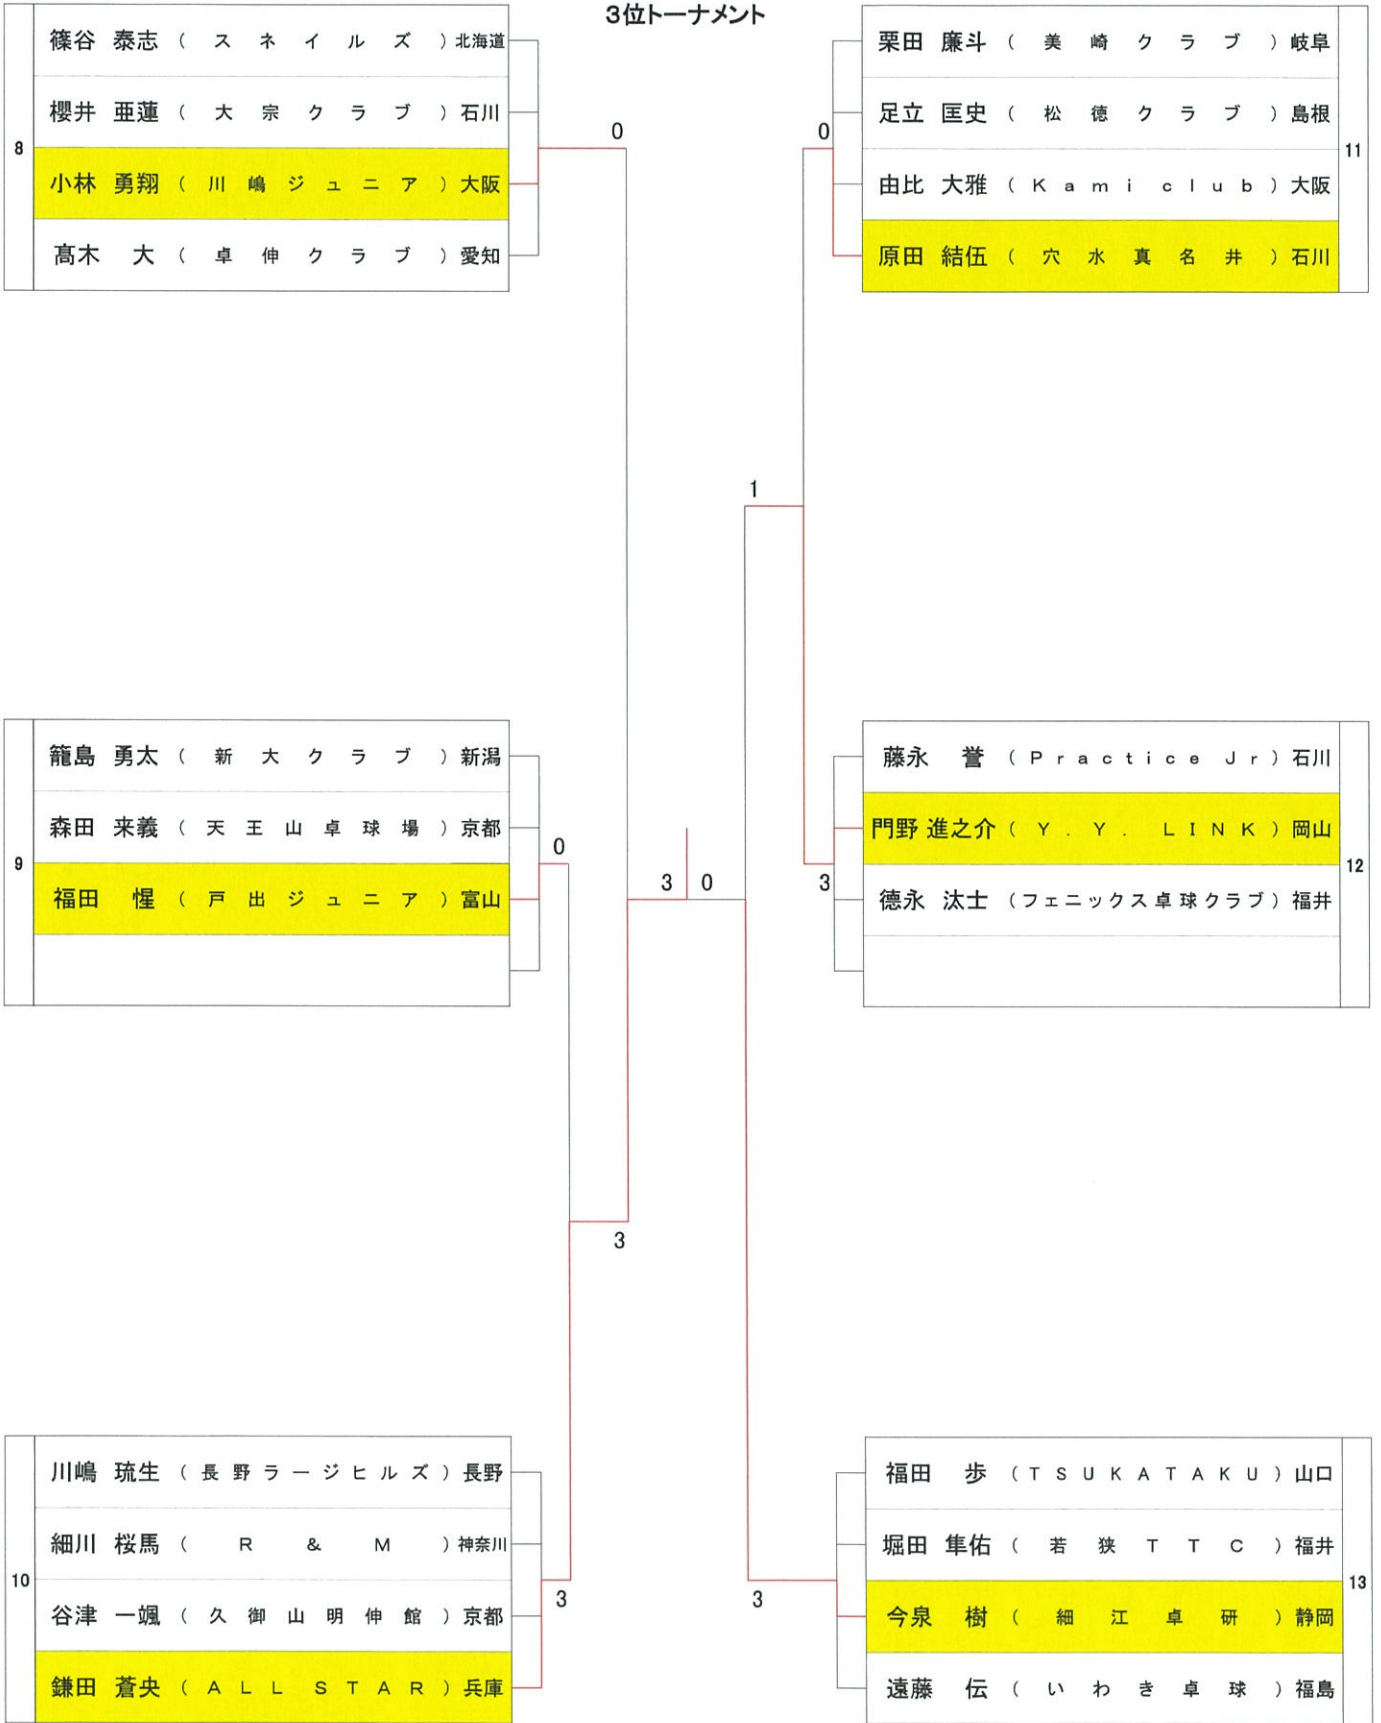 3位トーナメント
8
篠谷 泰志 (スネイルズ) 北海道
櫻井 亜蓮 (大宗クラブ) 石川
小林 勇翔 (川嶋ジュニア) 大阪
髙木 大 (卓伸クラブ) 愛知
0
0
栗田 廉斗 (美崎クラブ) 岐阜
足立 匡史 (松徳クラブ) 島根
由比 大雅 (Kami club) 大阪
原田 結伍 (穴水真名井) 石川
11
1
9
籠島 勇太 (新大クラブ) 新潟
森田 来義 (天王山卓球場) 京都
福田 惺 (戸出ジュニア) 富山
0
3 0
3
藤永 誉 (Practice Jr) 石川
門野 進之介 (Y.Y. LINK) 岡山
德永 汰士 (フェニックス卓球クラブ) 福井
12
3
10
川嶋 琉生 (長野ラージヒルズ) 長野
細川 桜馬 (R&M) 神奈川
谷津 一颯 (久御山明伸館) 京都
鎌田 蒼央 (ALL STAR) 兵庫
3
3
福田 歩 (TSUKATAKU) 山口
堀田 隼佑 (若狭TTC) 福井
今泉 樹 (細江卓研) 静岡
遠藤 伝 (いわき卓球) 福島
13